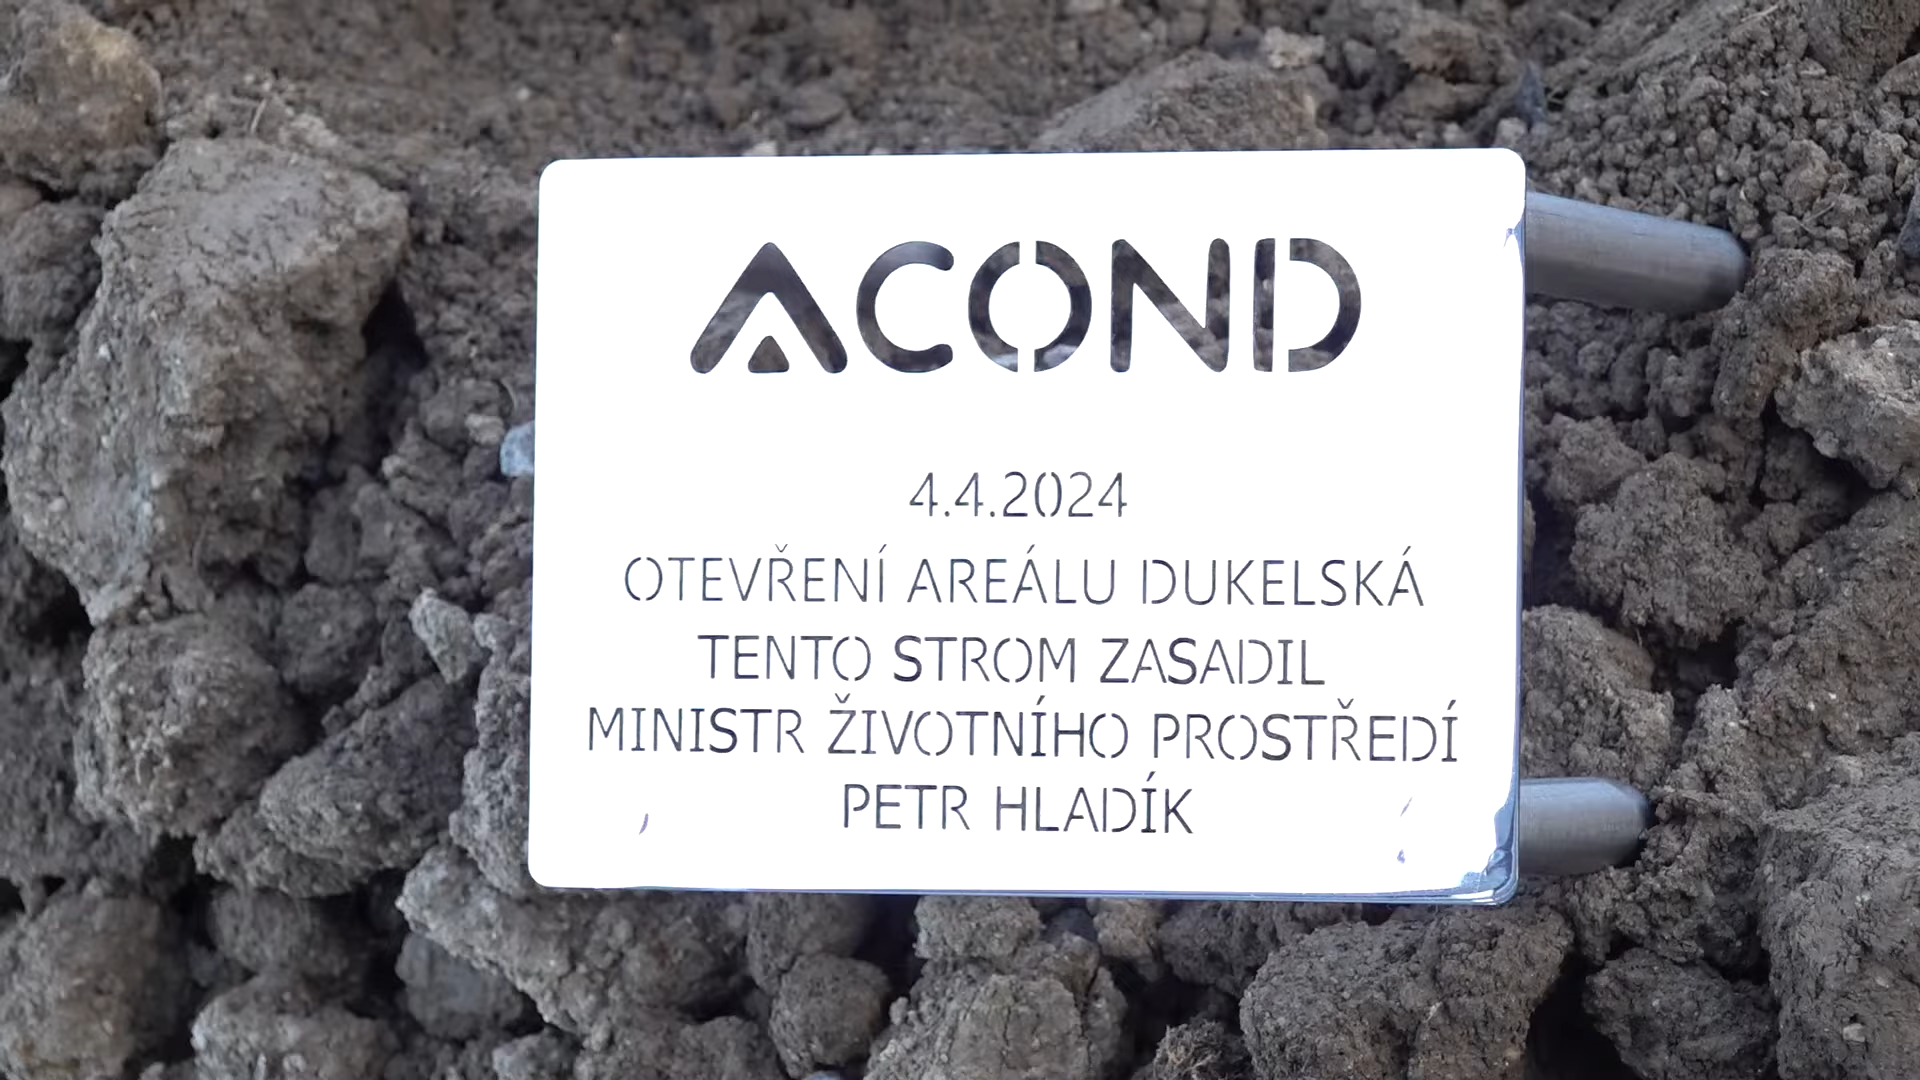 ACOND
4.4.2024
OTEVŘENÍ AREÁLU DUKELSKÁ
TENTO STROM ZASADIL
MINISTR ŽIVOTNÍHO PROSTŘEDÍ
PETR HLADÍK